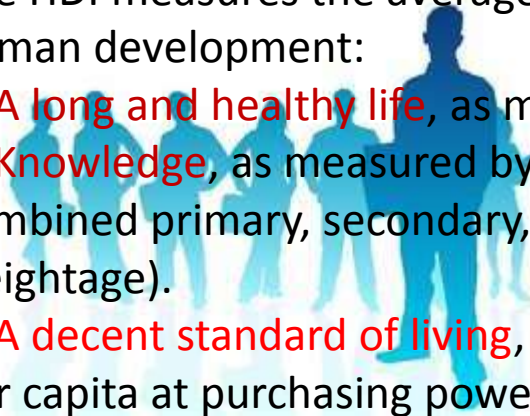 e HDI measures the average
man development:
A long and healthy life, as m
Knowledge, as measured by
mbined primary, secondary,
eightage).
A decent standard of living,
r capita at purchasing powe